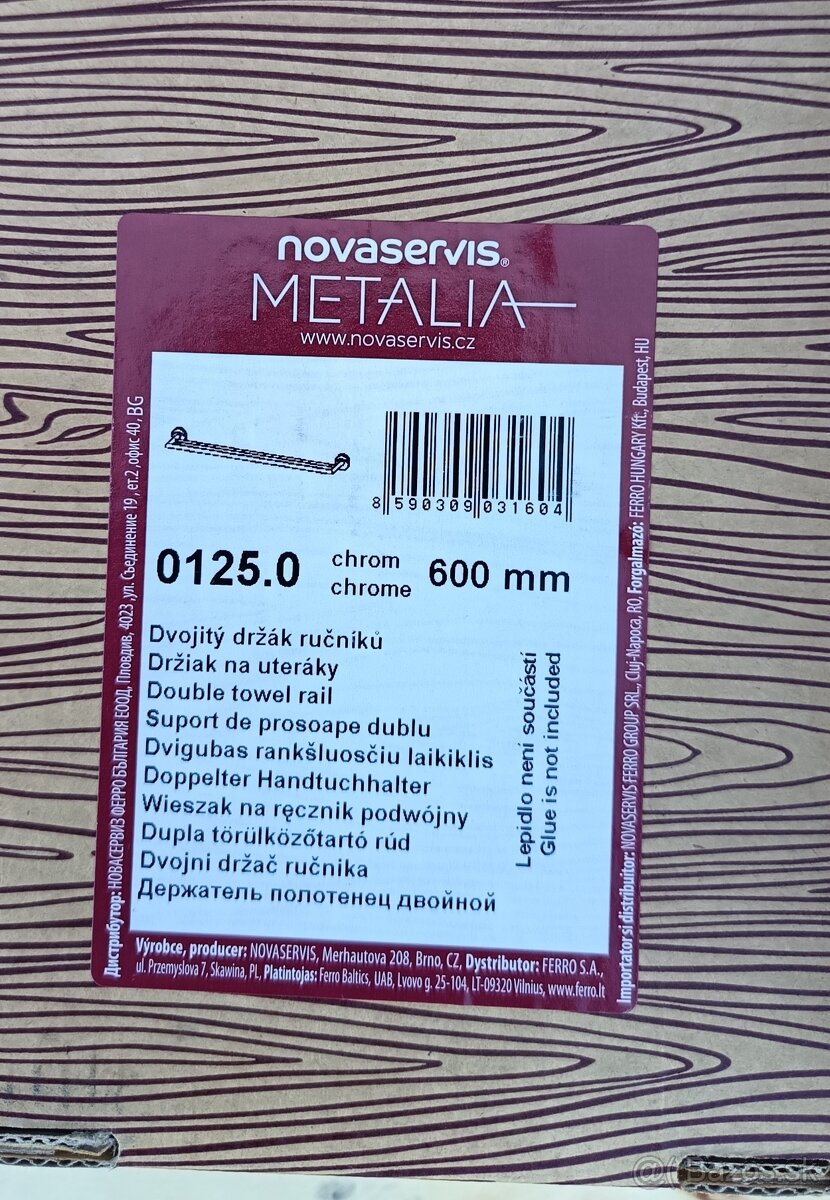 novaservis®
METALIA
www.novaservis.cz
8 590309 031604
0125.0
chrom
chrome
600 mm
Dvojitý držák ručníků
Držiak na uteráky
Double towel rail
Suport de prosoape dublu
Dvigubas rankšluosčiu laikiklis
Doppelter Handtuchhalter
Wieszak na ręcznik podwójny
Dupla törülközőtartó rúd
Dvojni držač ručnika
Держатель полотенец двойной
Lepidlo není součástí
Glue is not included
Дистрибутор: НОВАСЕРВИЗ ФЕРРО БЪЛГАРИЯ ЕООД, Пловдив, 4023 ,ул. Съединение 19 , ет.2 ,офис 40, BG
Importator si distribuitor: NOVASERVIS FERRO GROUP SRL., Cluj-Napoca, RO, Forgalmazó: FERRO HUNGARY Kft., Budapest, HU
Výrobce, producer: NOVASERVIS, Merhautova 208, Brno, CZ, Dystributor: FERRO S.A.,
ul. Przemyslova 7, Skawina, PL, Platintojas: Ferro Baltics, UAB, Lvovo g. 25-104, LT-09320 Vilnius, www.ferro.lt
Bazos.sk